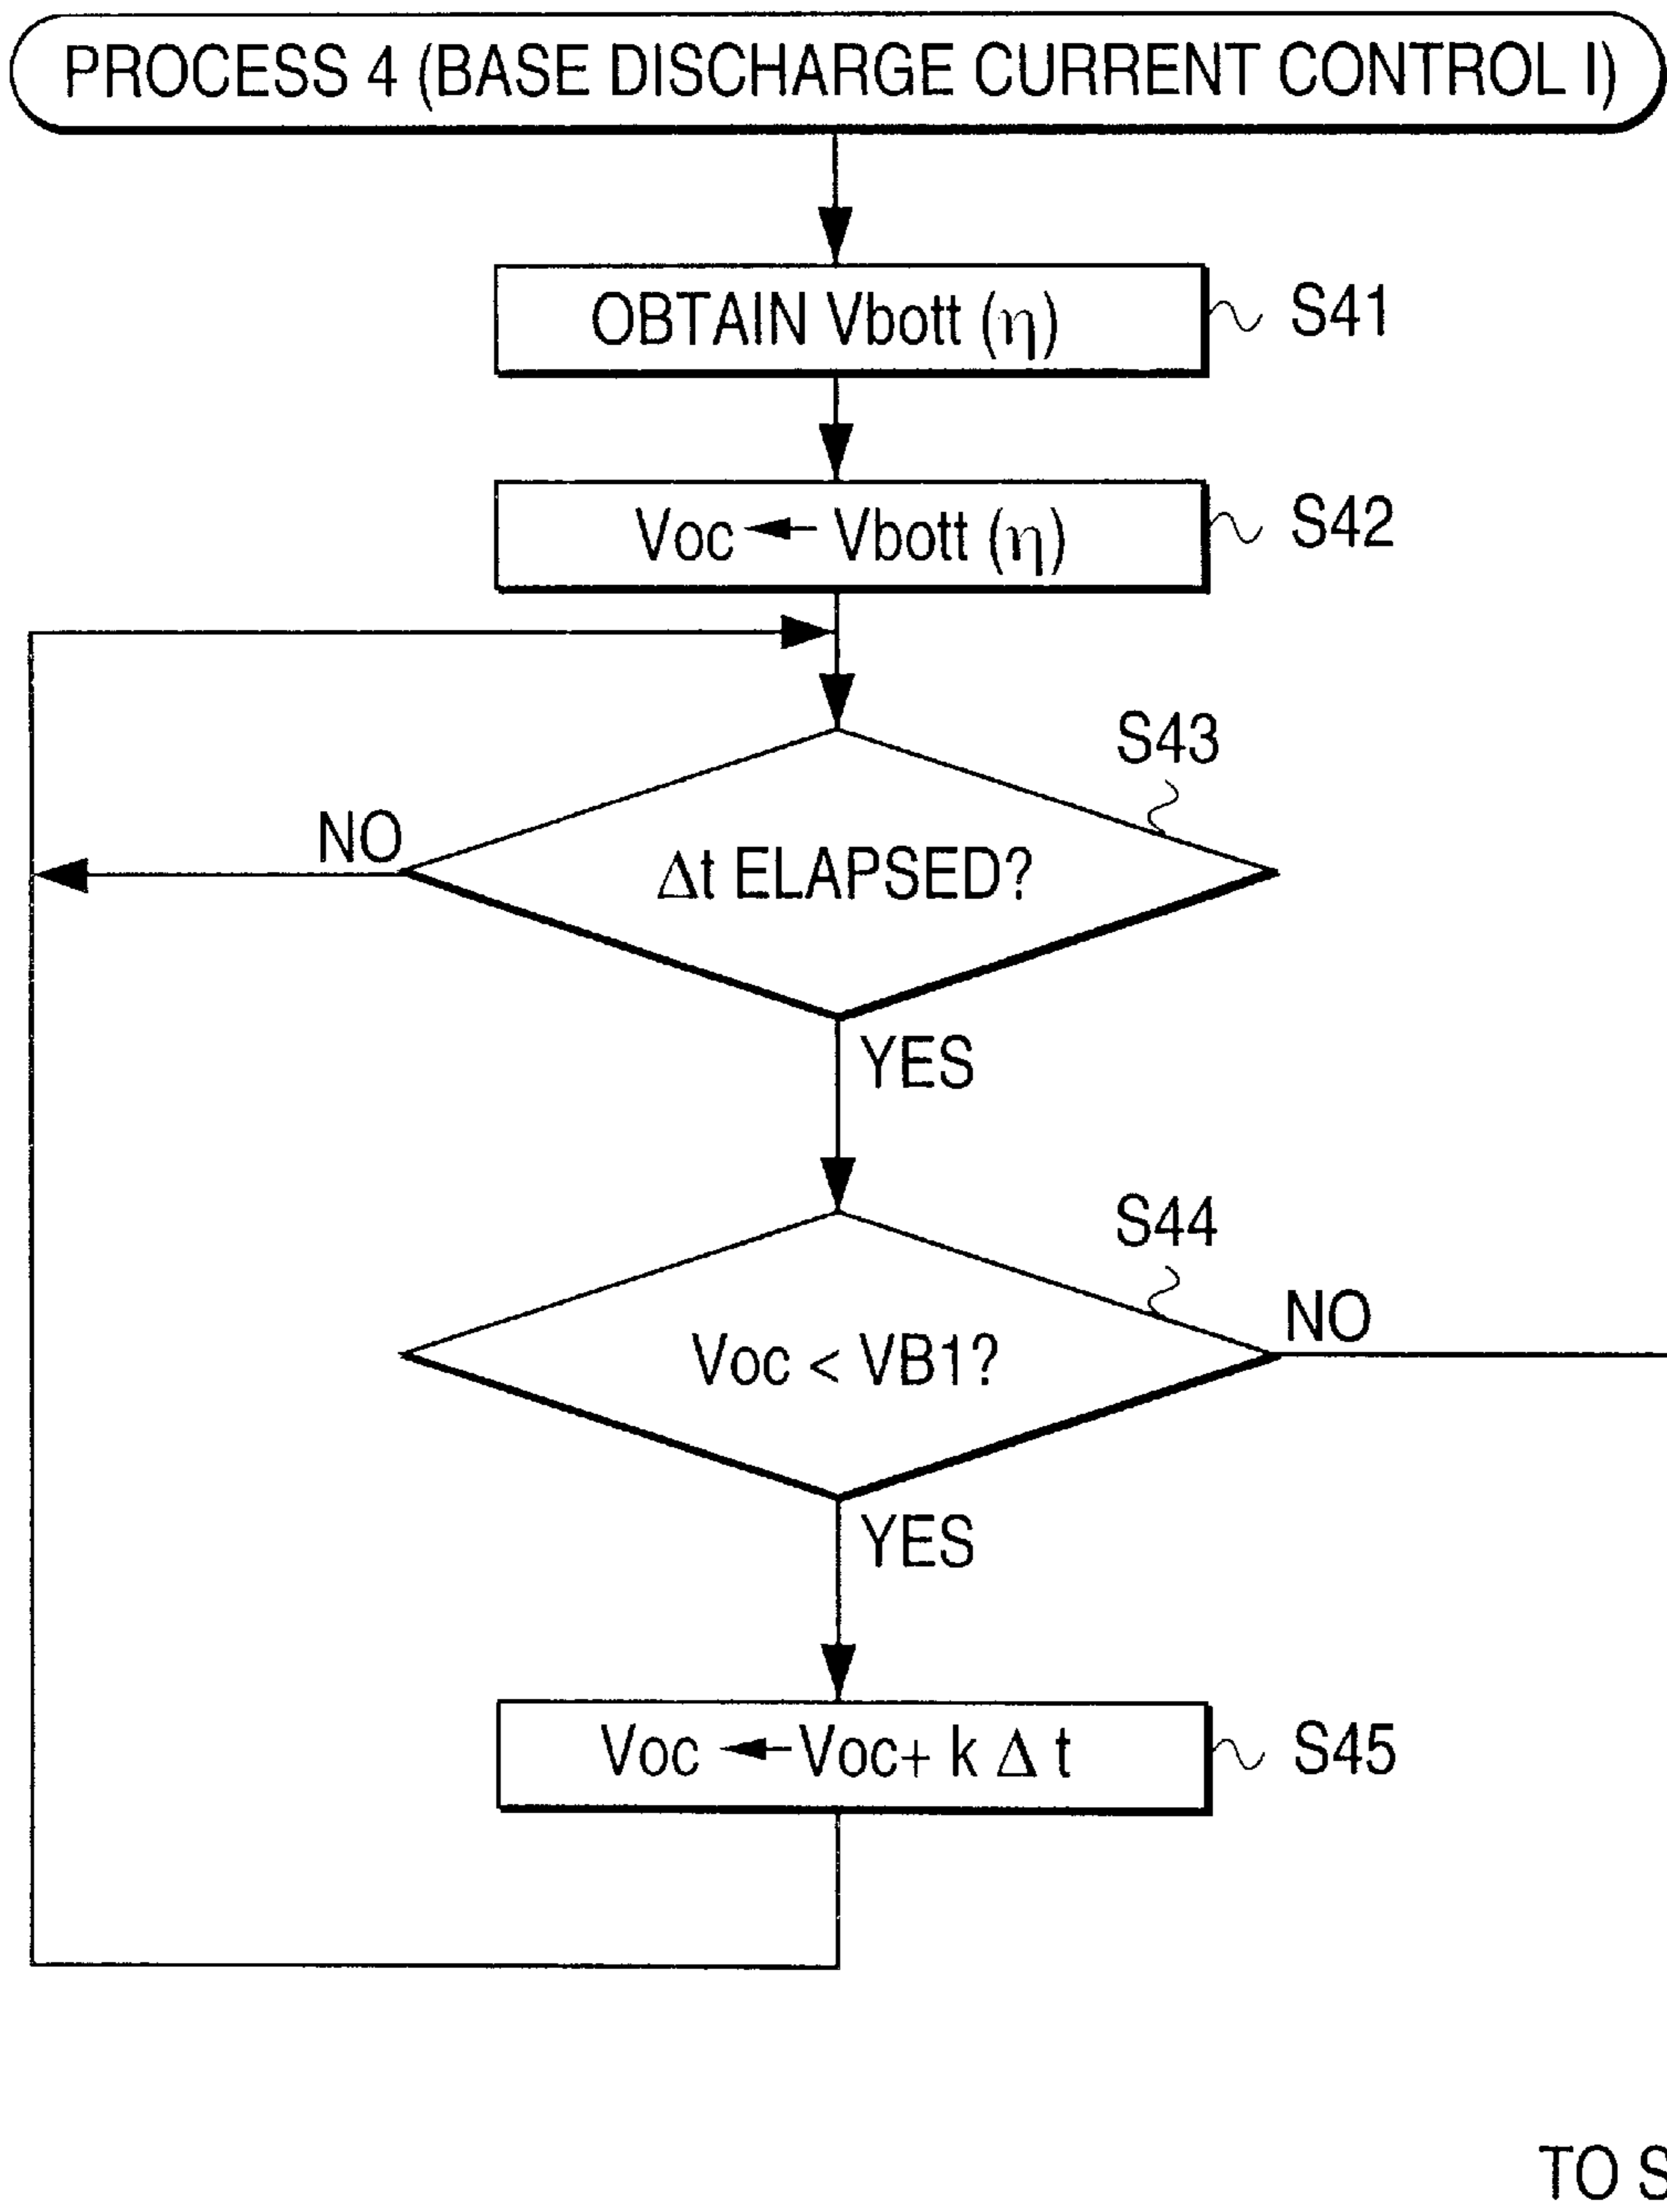 PROCESS 4 (BASE DISCHARGE CURRENT CONTROL I)
OBTAIN Vbott (η)
S41
Voc ← Vbott (η)
S42
S43
NO
Δt ELAPSED?
YES
S44
NO
Voc < VB1?
YES
Voc ← Voc + k Δ t
S45
TO S